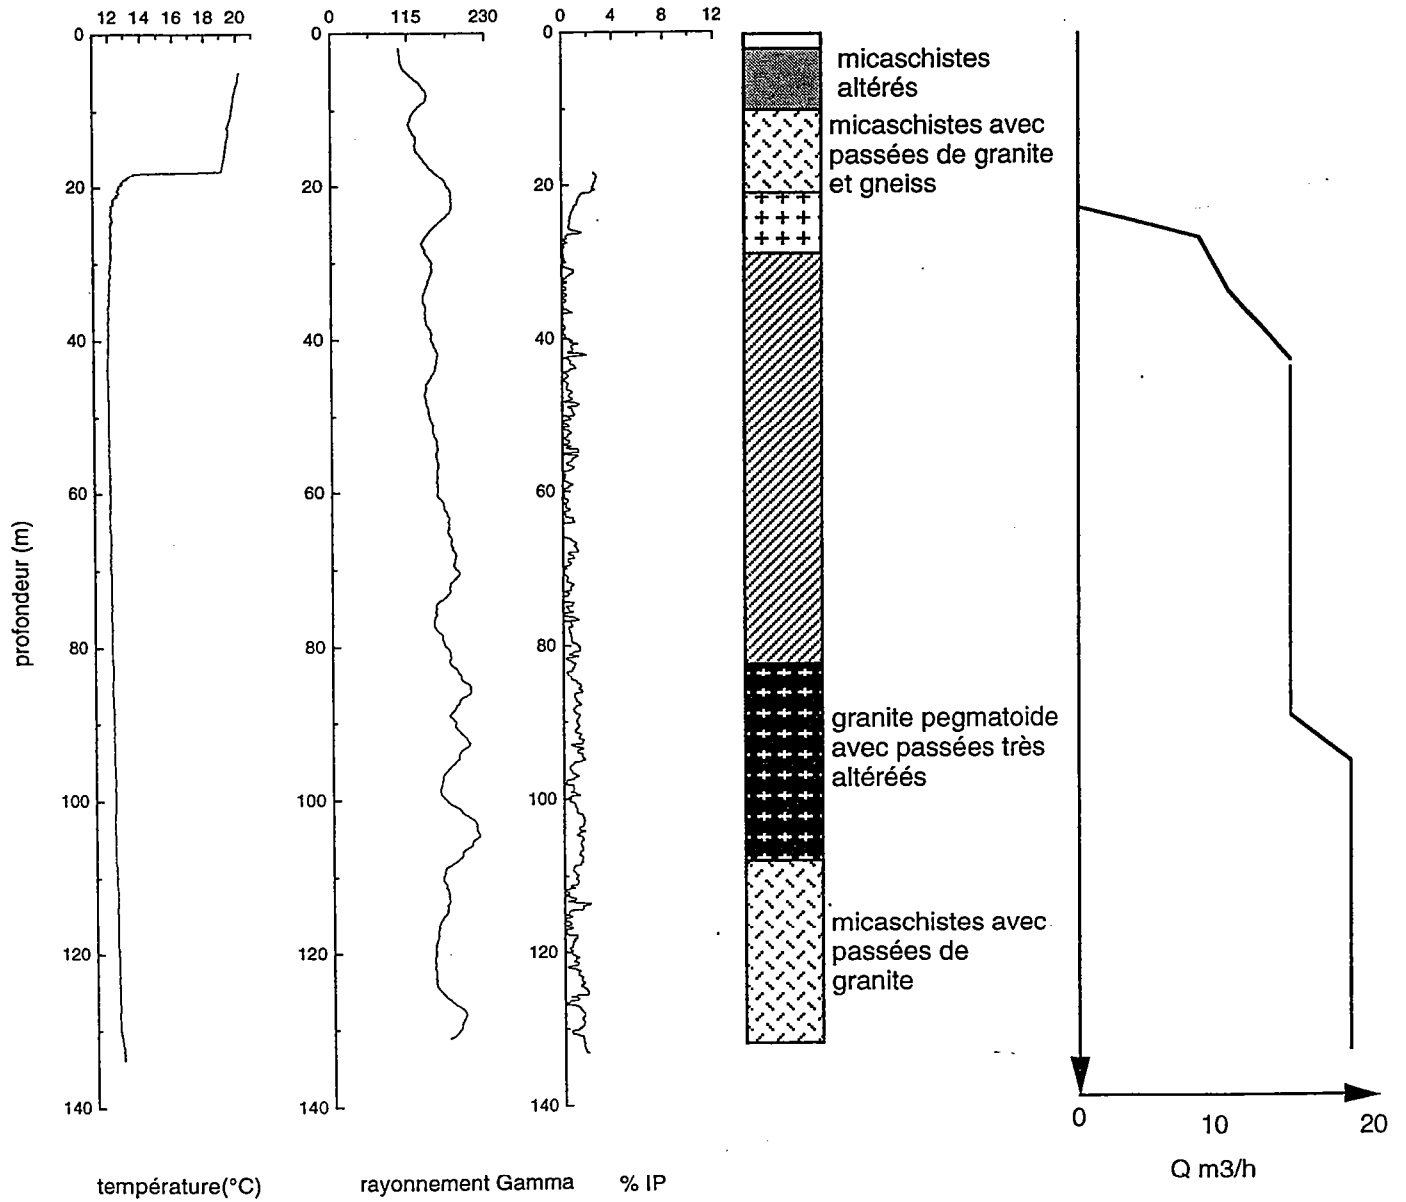 12 14 16 18 20
0 115 230
0 4 8 12
0
20
40
60
80
100
120
140
profondeur (m)
température(°C)
0
20
40
60
80
100
120
140
rayonnement Gamma
0
20
40
60
80
100
120
140
% IP
micaschistes
altérés
micaschistes avec
passées de granite
et gneiss
granite pegmatoide
avec passées très
altéréés
micaschistes avec
passées de
granite
0 10 20
Q m3/h